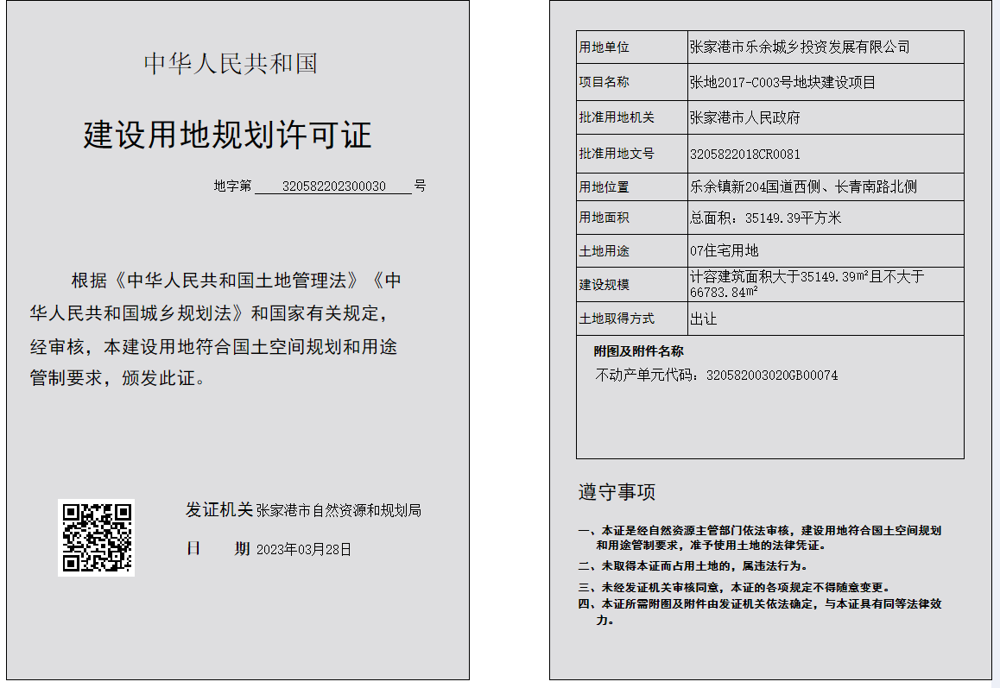 中华人民共和国
建设用地规划许可证
地字第 320582202300030 号
根据《中华人民共和国土地管理法》《中
华人民共和国城乡规划法》和国家有关规定，
经审核，本建设用地符合国土空间规划和用途
管制要求，颁发此证。
发证机关 张家港市自然资源和规划局
日 期 2023年03月28日
用地单位 张家港市乐余城乡投资发展有限公司
项目名称 张地2017-C003号地块建设项目
批准用地机关 张家港市人民政府
批准用地文号 3205822018CR0081
用地位置 乐余镇新204国道西侧、长青南路北侧
用地面积 总面积：35149.39平方米
土地用途 07住宅用地
建设规模 计容建筑面积大于35149.39㎡且不大于
66783.84㎡
土地取得方式 出让
附图及附件名称
不动产单元代码：320582003020GB00074
遵守事项
一、本证是经自然资源主管部门依法审核，建设用地符合国土空间规划
和用途管制要求，准予使用土地的法律凭证。
二、未取得本证而占用土地的，属违法行为。
三、未经发证机关审核同意，本证的各项规定不得随意变更。
四、本证所需附图及附件由发证机关依法确定，与本证具有同等法律效
力。